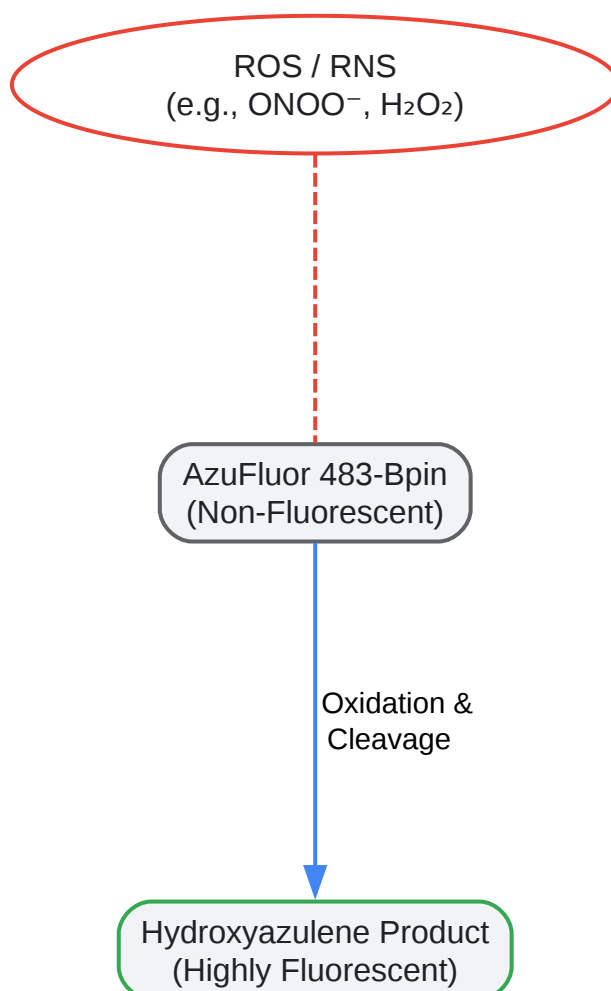 ROS / RNS
(e.g., ONOO⁻, H₂O₂)
AzuFluor 483-Bpin
(Non-Fluorescent)
Oxidation &
Cleavage
Hydroxyazulene Product
(Highly Fluorescent)